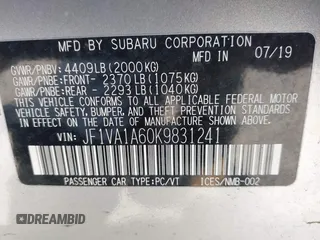 MFD BY SUBARU CORPORATION
GVWR/PNBV: 4409LB(2000KG) 07/19
GAWR/PNBE:FRONT- 2370LB(1075KG)
GAWR/PNBE:REAR - 2293LB(1040KG)
THIS VEHICLE CONFORMS TO ALL APPLICABLE FEDERAL MOTOR
VEHICLE SAFETY, BUMPER, AND THEFT PREVENTION STANDARDS
IN EFFECT ON THE DATE OF MANUFACTURE SHOWN ABOVE.
VIN: JF1VA1A60K9831241
PASSENGER CAR TYPE:PC/VT ICES/NMB-002
DREAMBID